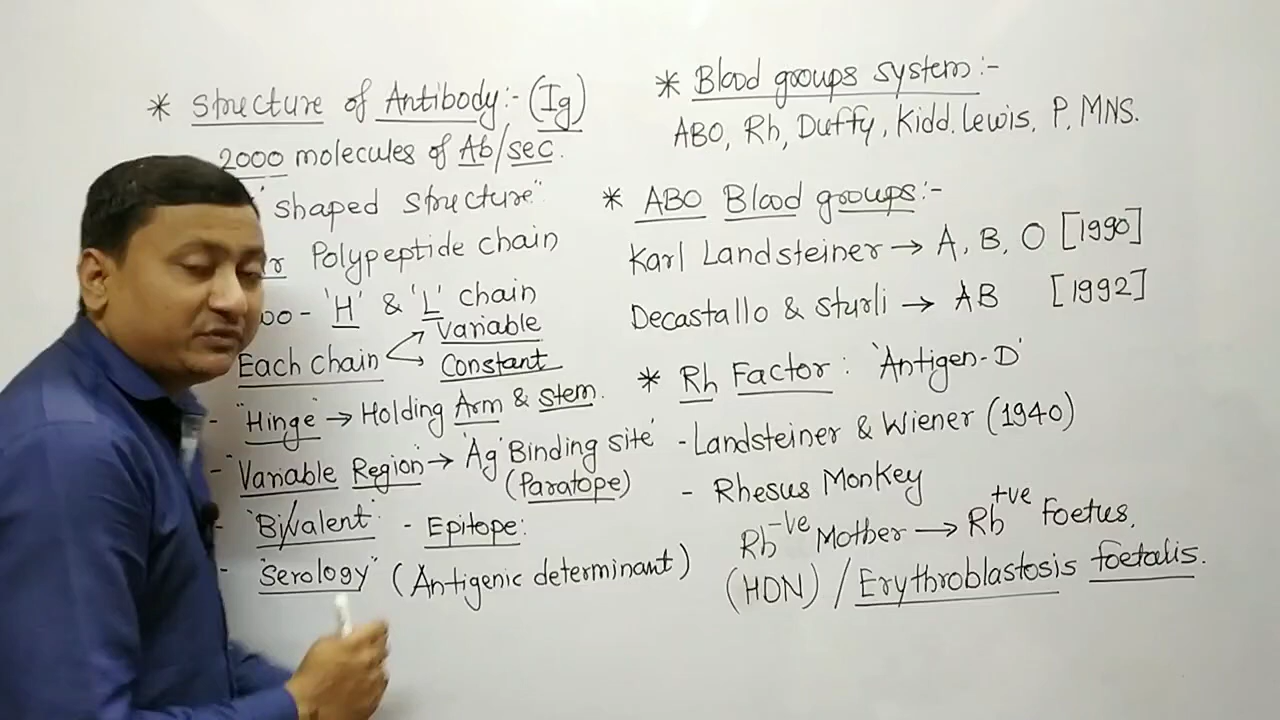 * Structure of Antibody:- (Ig)
2000 molecules of Ab/sec.
shaped structure"
Polypeptide chain
- 'H' & 'L' chain
Each chain → Variable
→ Constant
- "Hinge" → Holding Arm & stem.
- "Variable Region" → 'Ag' Binding site'
(Paratope)
- "Bi/valent" - Epitope:
- "Serology" (Antigenic determinant)
* Blood groups system:-
ABO, Rh, Duffy, Kidd. Lewis, P, MNS.
* ABO Blood groups:-
Karl Landsteiner → A, B, O [1990]
Decastallo & Sturli → AB [1992]
* Rh Factor: 'Antigen-D'
- Landsteiner & Wiener (1940)
- Rhesus Monkey
Rh-ve Mother → Rh+ve foetus.
(HDN) / Erythroblastosis foetalis.